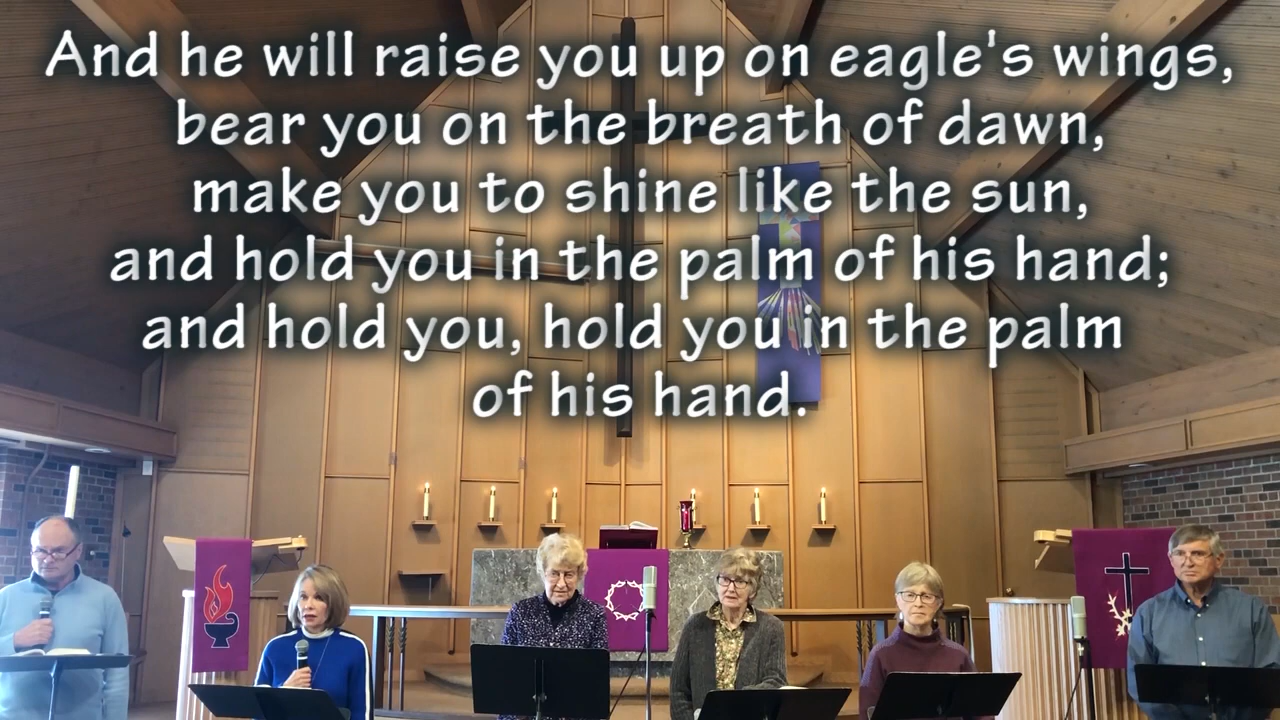 And he will raise you up on eagle's wings,
bear you on the breath of dawn,
make you to shine like the sun,
and hold you in the palm of his hand;
and hold you, hold you in the palm
of his hand.